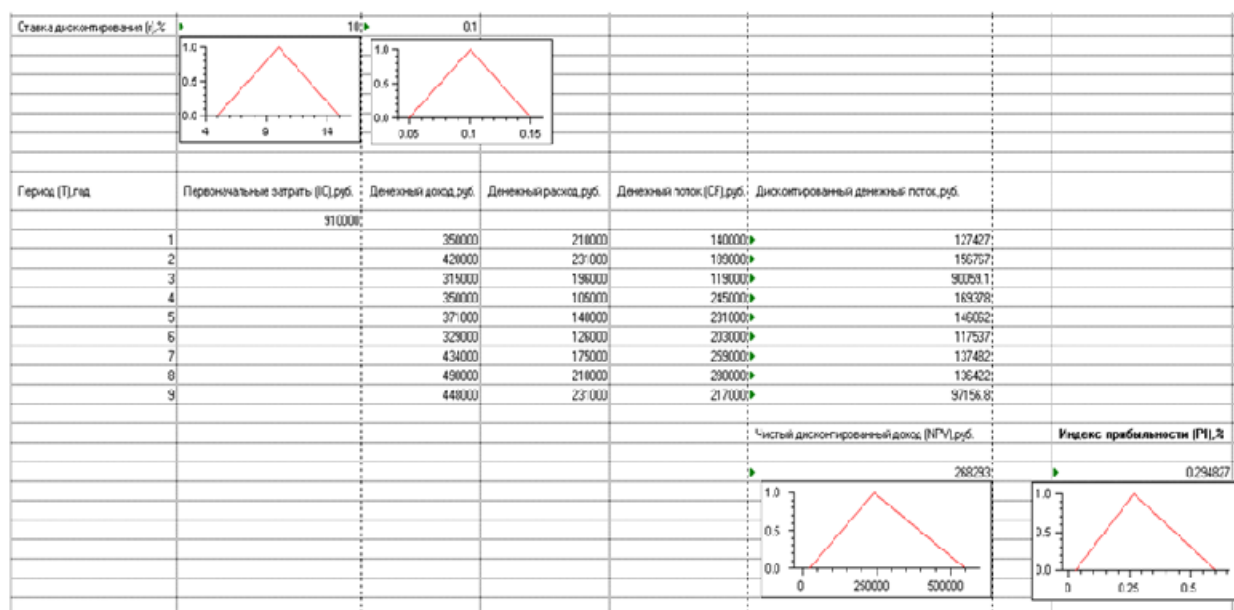 Ставка дисконтирования (r),% 10 0.1
1.0 1.0
0.5 0.5
0.0 0.0
4 9 14 0.05 0.1 0.15
Период (T),год Первоначальные затраты (IC),руб. Денежный доход,руб. Денежный расход,руб. Денежный поток (CF),руб. Дисконтированный денежный поток,руб.
910000
1 350000 210000 140000 127427
2 420000 231000 189000 156767
3 315000 196000 119000 90059.1
4 350000 105000 245000 169378
5 371000 140000 231000 146062
6 329000 126000 203000 117537
7 434000 175000 259000 137482
8 490000 210000 280000 136422
9 448000 231000 217000 97156.8
Чистый дисконтированный доход (NPV),руб. Индекс прибыльности (PI),%
268293 0.294827
1.0 1.0
0.5 0.5
0.0 0.0
0 250000 500000 0 0.25 0.5